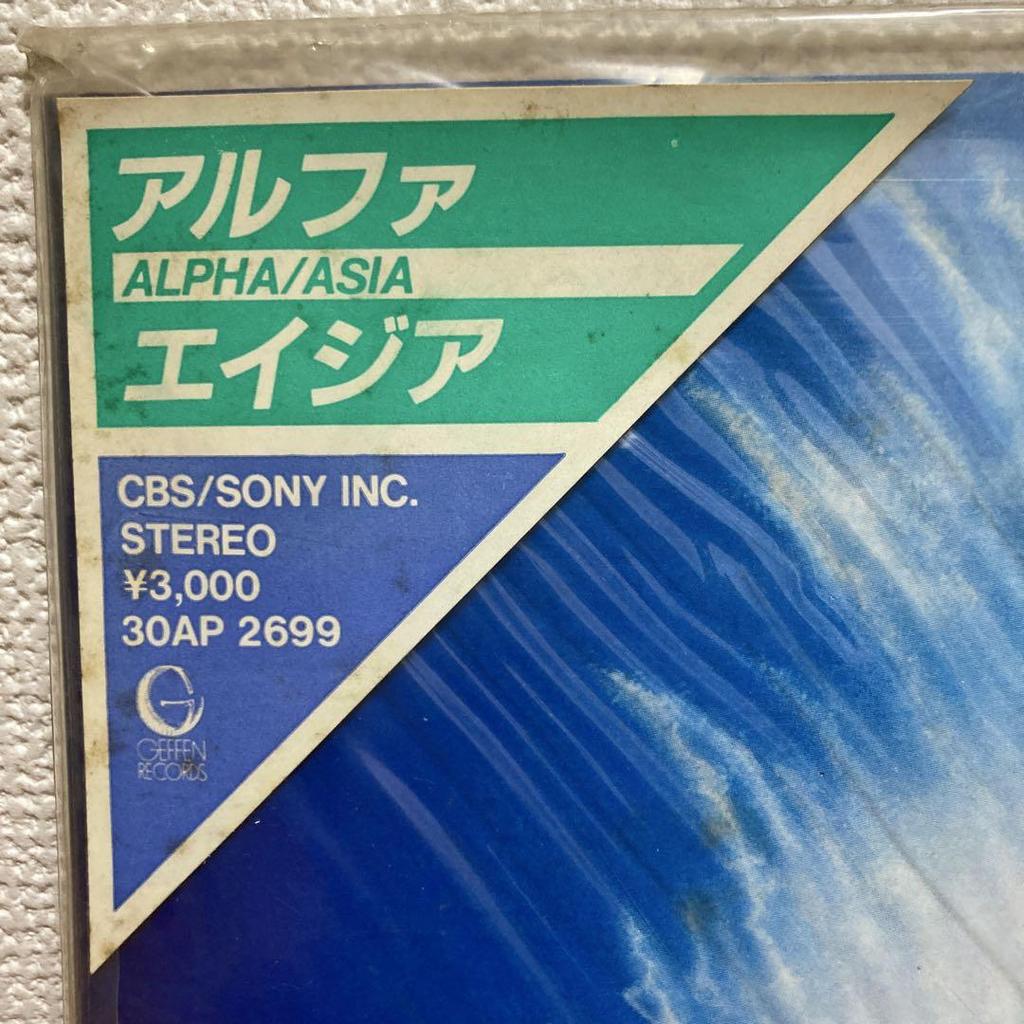 アルファ
ALPHA/ASIA
エイジア
CBS/SONY INC.
STEREO
¥3,000
30AP 2699
G
GEFFEN
RECORDS